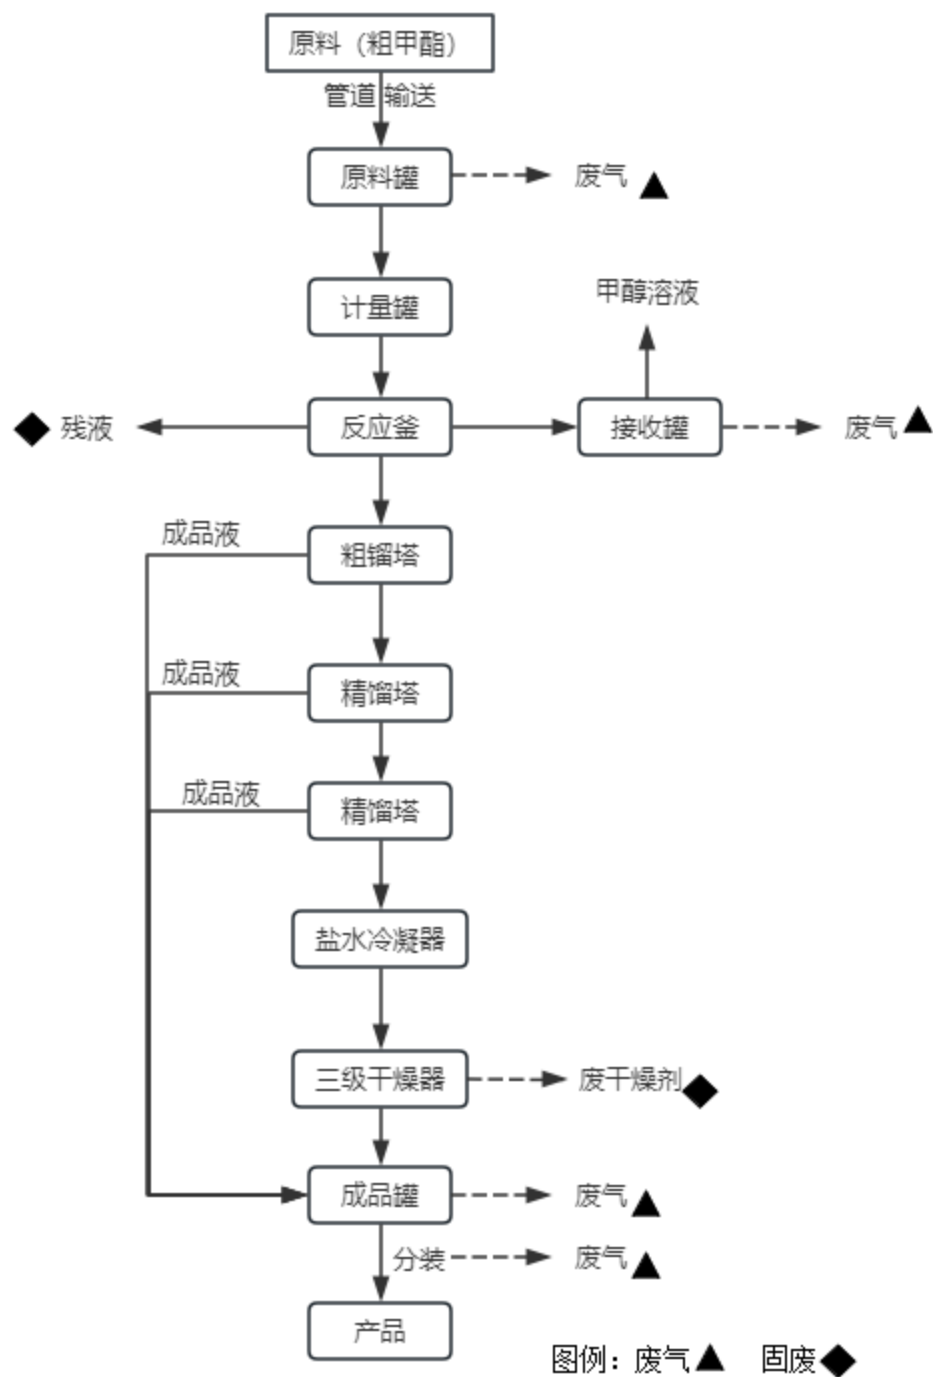 原料（粗甲酯）
管道输送
原料罐
废气
计量罐
甲醇溶液
残液
反应釜
接收罐
废气
成品液
粗镏塔
成品液
精馏塔
成品液
精馏塔
盐水冷凝器
三级干燥器
废干燥剂
成品罐
废气
分装
废气
产品
图例：废气 固废